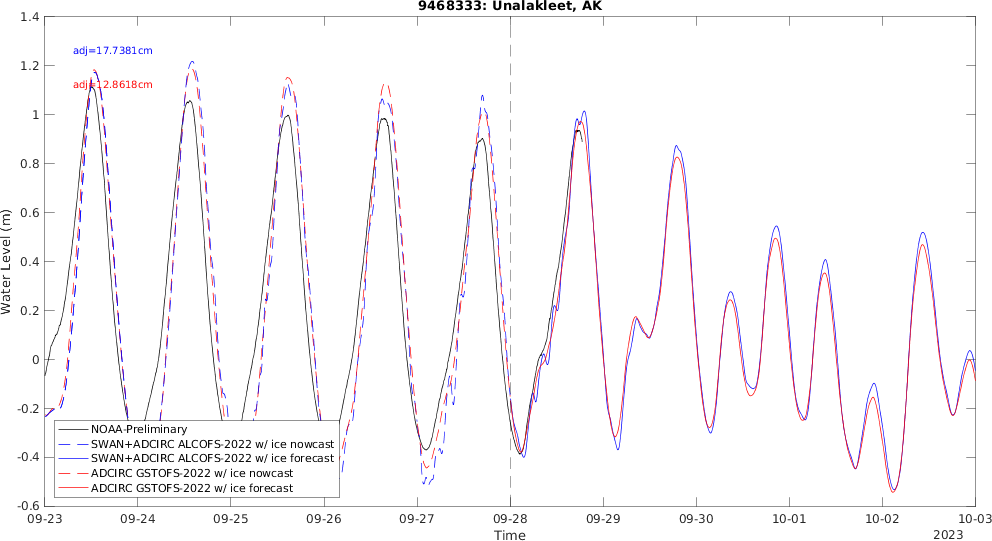 9468333: Unalakleet, AK
adj=17.7381cm
adj=12.8618cm
Water Level (m)
1.4
1.2
1
0.8
0.6
0.4
0.2
0
-0.2
-0.4
-0.6
NOAA-Preliminary
SWAN+ADCIRC ALCOFS-2022 w/ ice nowcast
SWAN+ADCIRC ALCOFS-2022 w/ ice forecast
ADCIRC GSTOFS-2022 w/ ice nowcast
ADCIRC GSTOFS-2022 w/ ice forecast
09-23 09-24 09-25 09-26 09-27 09-28 09-29 09-30 10-01 10-02 10-03
Time
2023